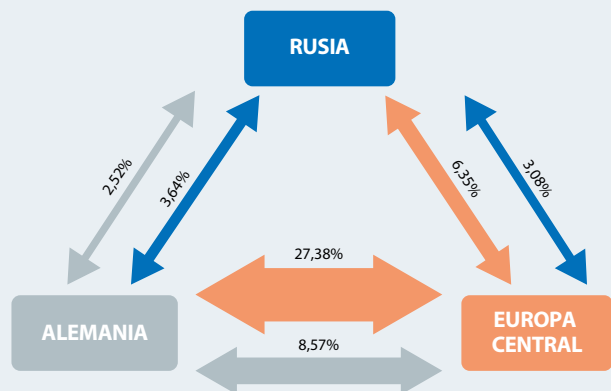 RUSIA
2,52%
3,64%
6,35%
3,08%
27,38%
ALEMANIA
EUROPA
CENTRAL
8,57%